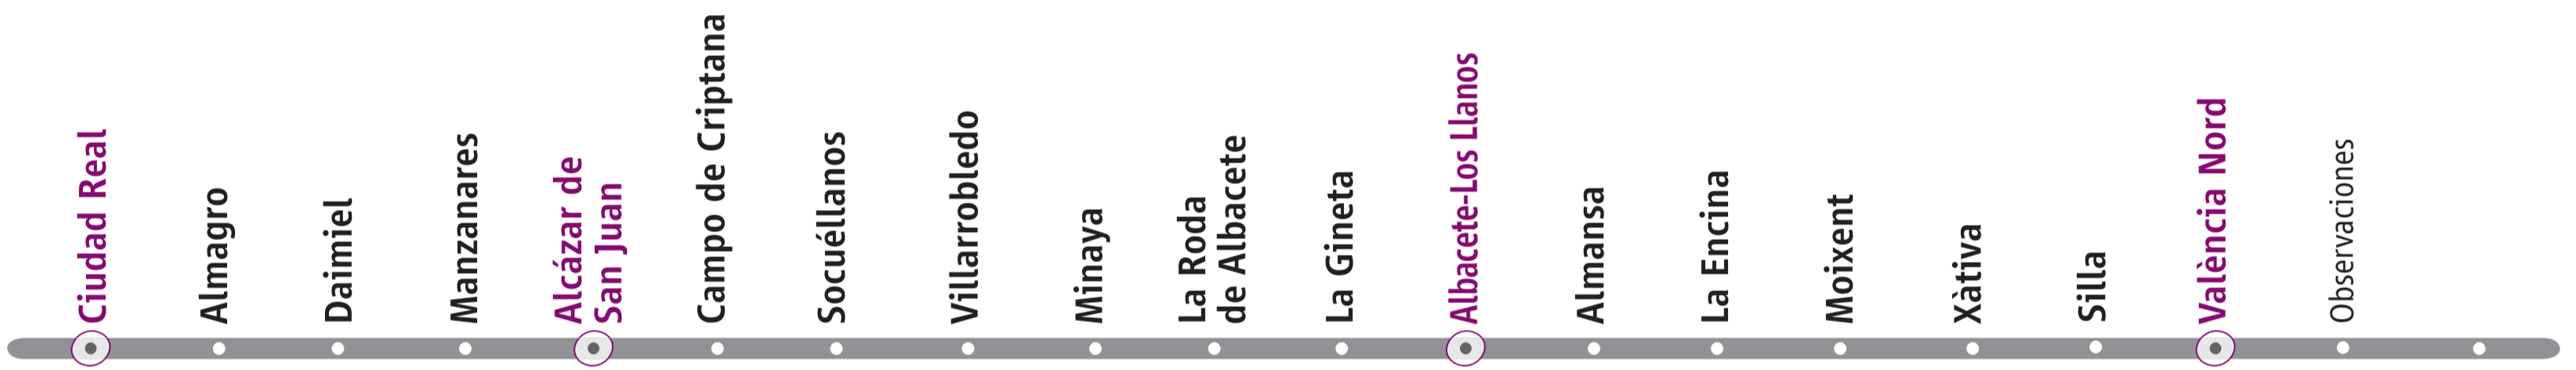 Ciudad Real
Almagro
Daimiel
Manzanares
Alcázar de
San Juan
Campo de Criptana
Socuéllanos
Villarrobledo
Minaya
La Roda
de Albacete
La Gineta
Albacete-Los Llanos
Almansa
La Encina
Moixent
Xàtiva
Silla
València Nord
Observaciones